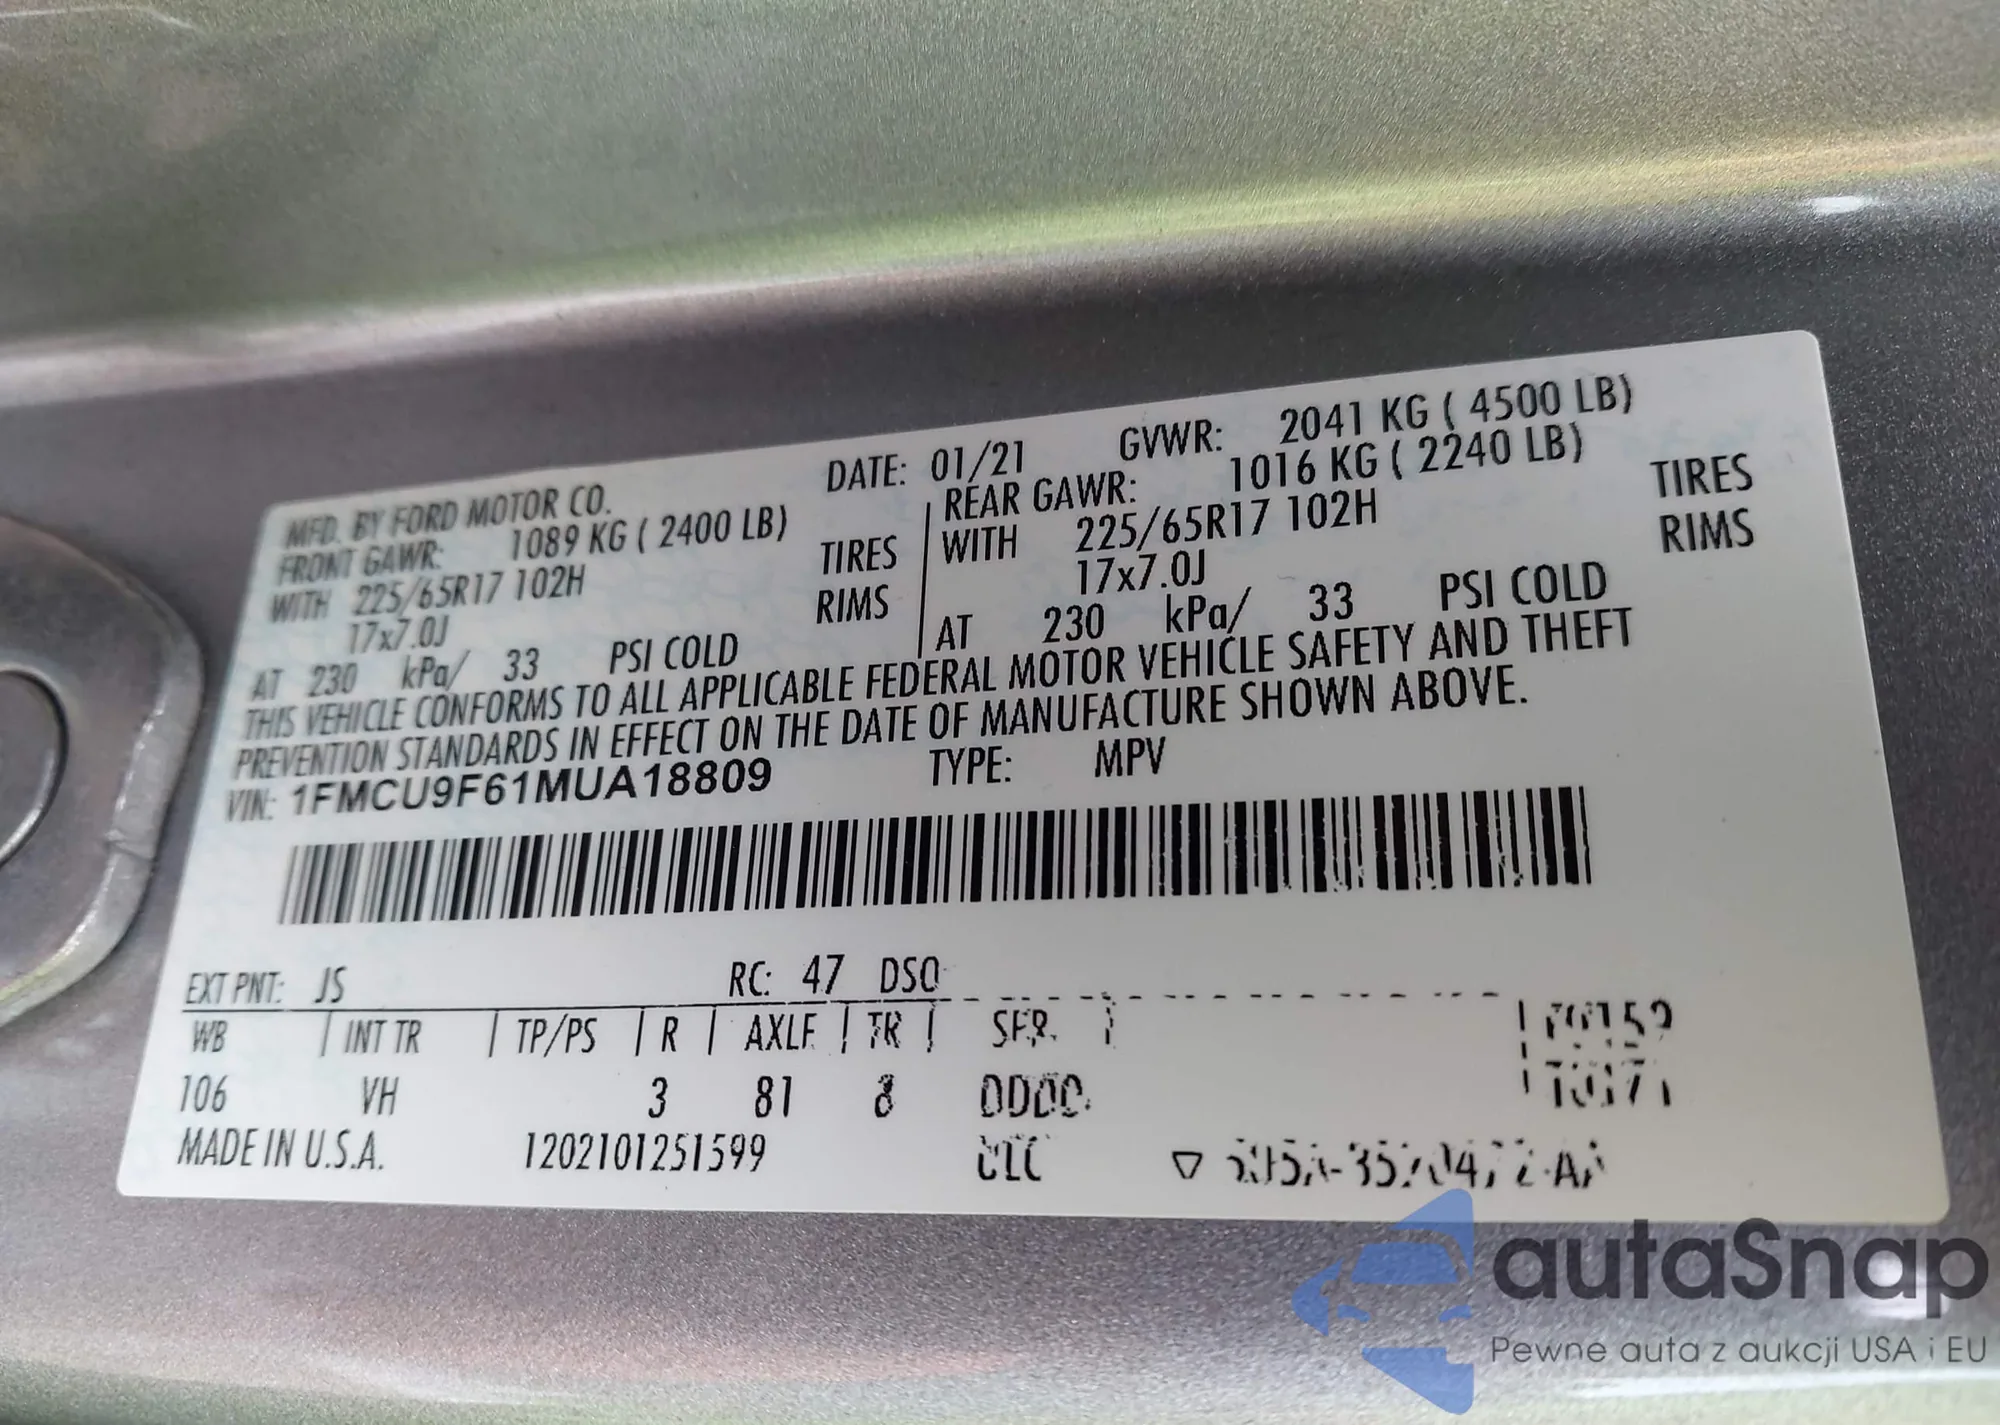 MFD. BY FORD MOTOR CO. DATE: 01/21 GVWR: 2041 KG ( 4500 LB)
FRONT GAWR: 1089 KG ( 2400 LB) REAR GAWR: 1016 KG ( 2240 LB)
WITH 225/65R17 102H TIRES WITH 225/65R17 102H TIRES
17x7.0J RIMS 17x7.0J RIMS
AT 230 kPa/ 33 PSI COLD AT 230 kPa/ 33 PSI COLD
THIS VEHICLE CONFORMS TO ALL APPLICABLE FEDERAL MOTOR VEHICLE SAFETY AND THEFT
PREVENTION STANDARDS IN EFFECT ON THE DATE OF MANUFACTURE SHOWN ABOVE.
VIN: 1FMCU9F61MUA18809 TYPE: MPV
EXT PNT: JS RC: 47 DSO
WB INT TR TP/PS R AXLE TR SPR
106 VH 3 81 8
MADE IN U.S.A. 1202101251599
autaSnap
Pewne auta z aukcji USA i EU